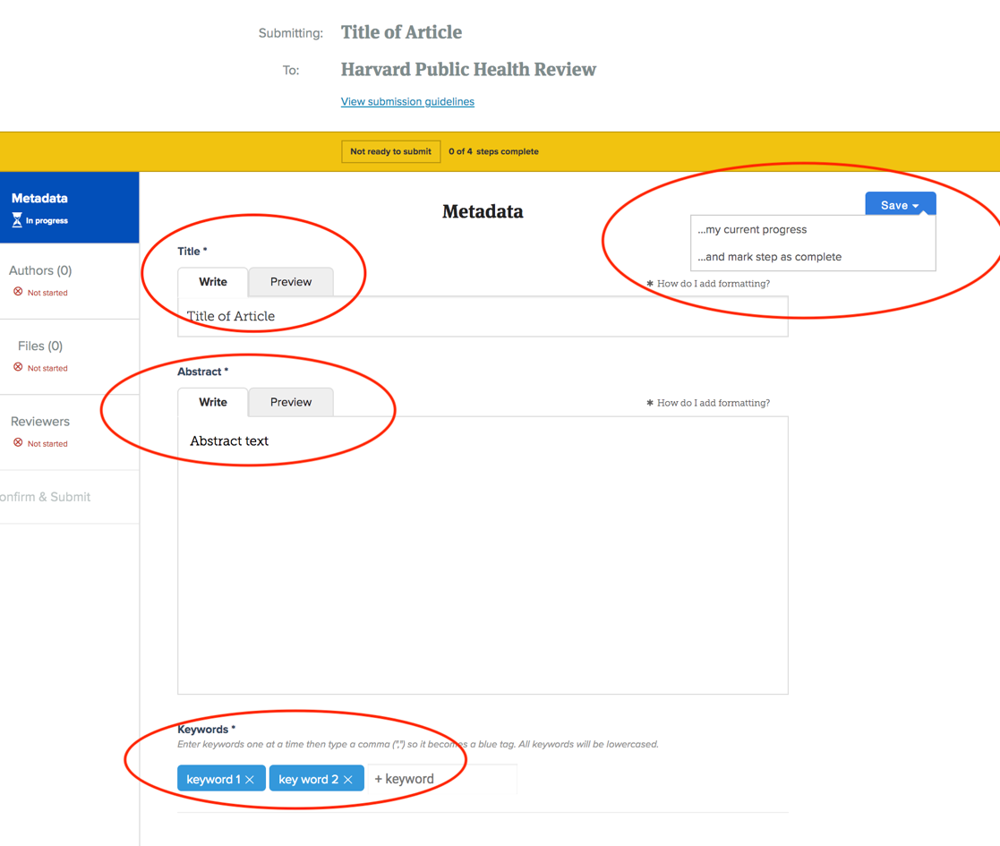 Submitting: Title of Article
To: Harvard Public Health Review
View submission guidelines
Not ready to submit 0 of 4 steps complete
Metadata
In progress
Authors (0)
Not started
Files (0)
Not started
Reviewers
Not started
onfirm & Submit
Metadata
Save
...my current progress
...and mark step as complete
Title *
Write Preview
* How do I add formatting?
Title of Article
Abstract *
Write Preview
* How do I add formatting?
Abstract text
Keywords *
Enter keywords one at a time then type a comma (",") so it becomes a blue tag. All keywords will be lowercased.
keyword 1 × key word 2 × + keyword